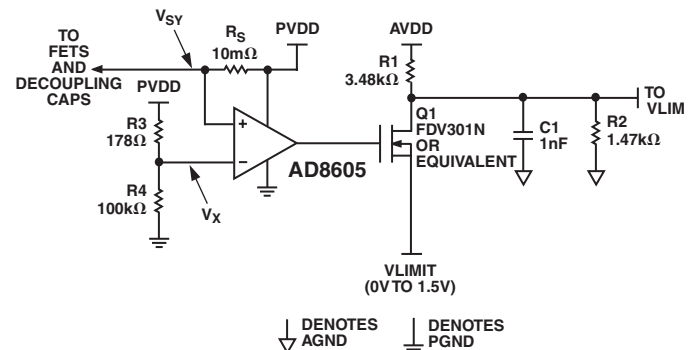 V_SY
TO
FETS
AND
DECOUPLING
CAPS
R_S
10mΩ
PVDD
AVDD
R1
3.48kΩ
PVDD
R3
178Ω
+
−
AD8605
R4
100kΩ
V_X
Q1
FDV301N
OR
EQUIVALENT
C1
1nF
R2
1.47kΩ
TO
VLIM
VLIMIT
(0V TO 1.5V)
DENOTES
AGND
DENOTES
PGND